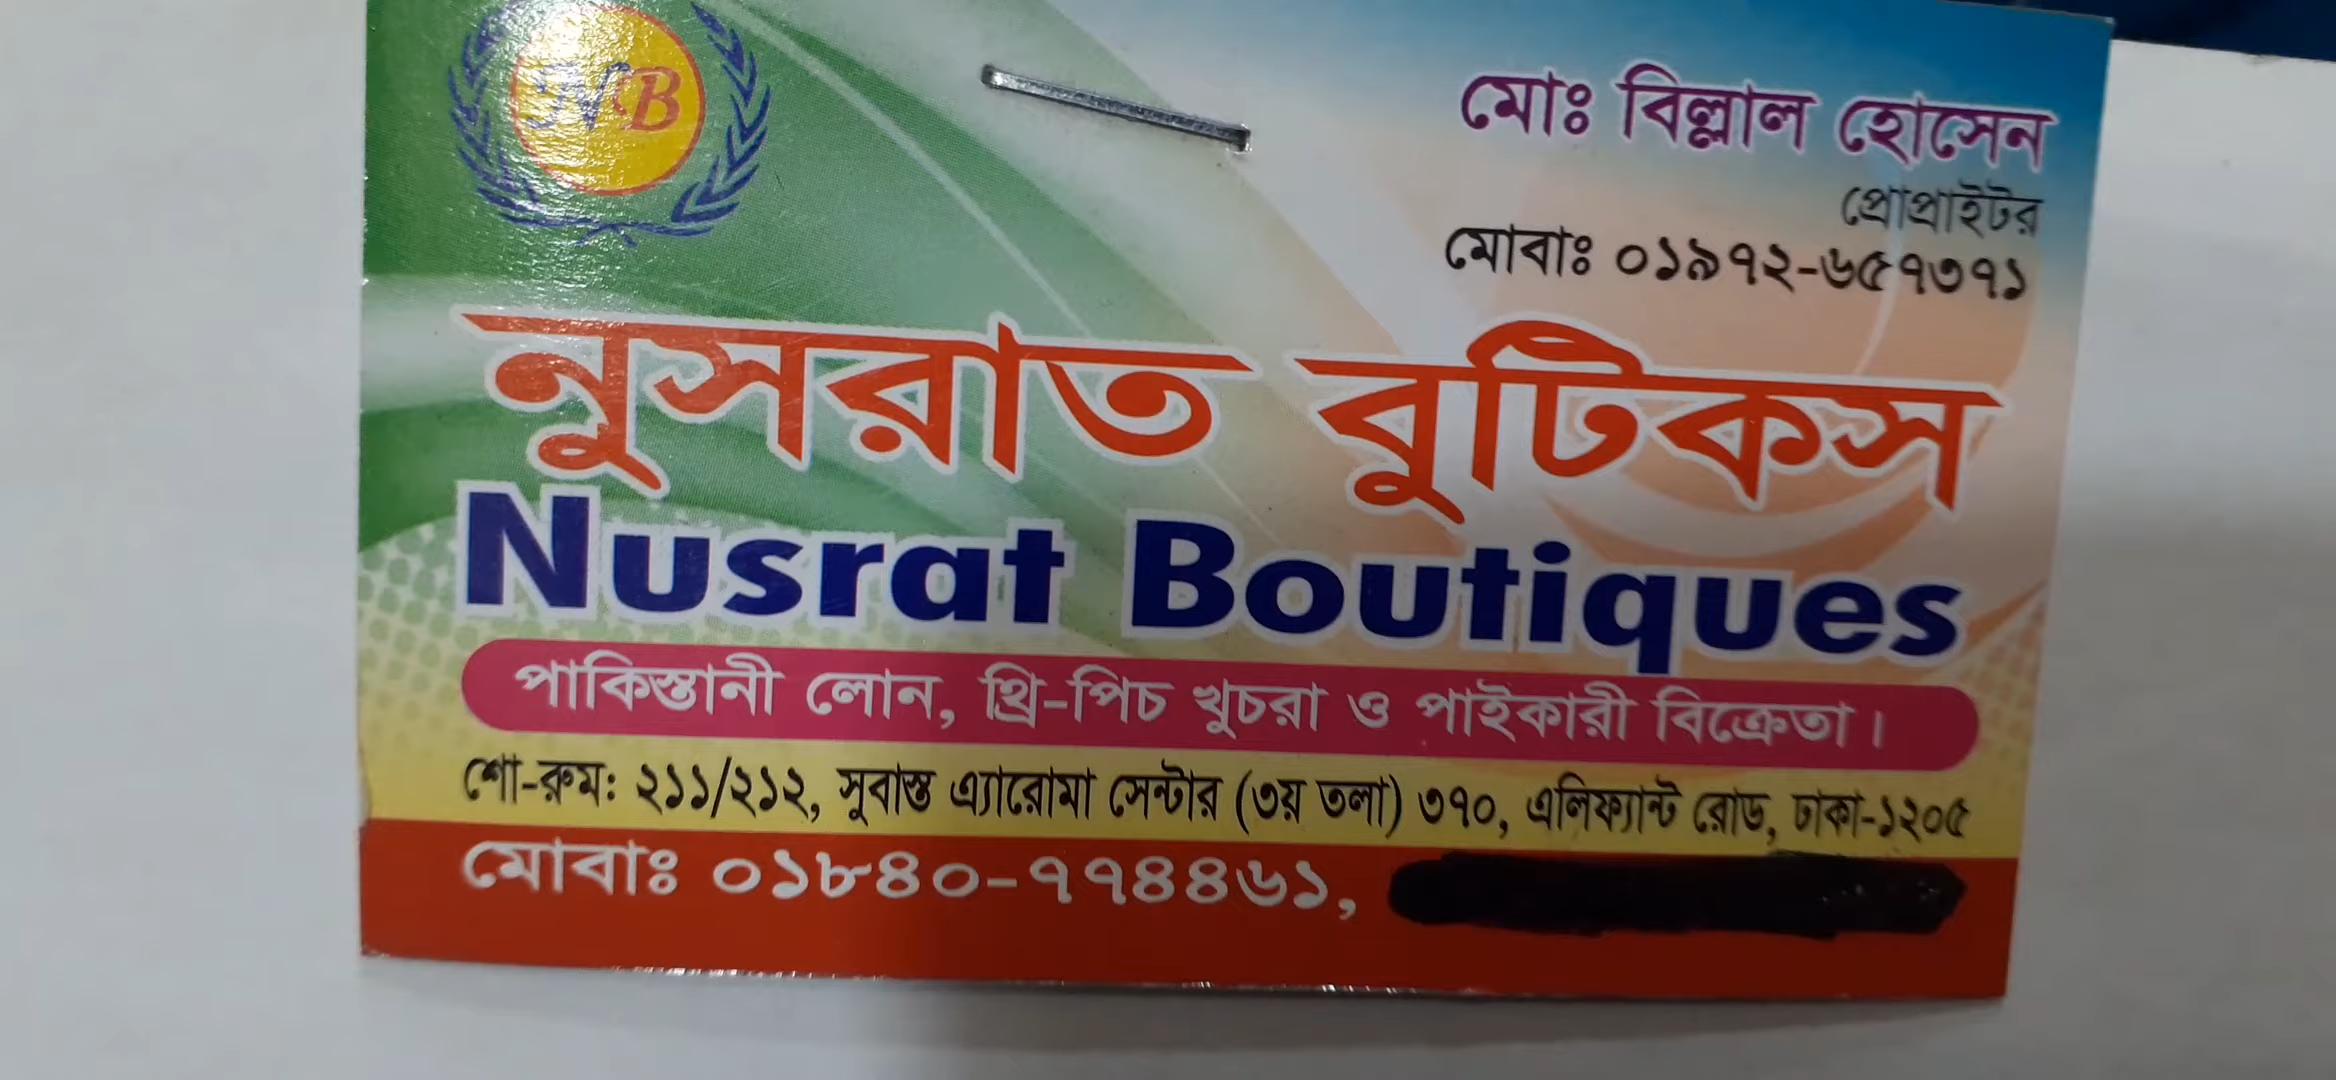 NB
মোঃ বিল্লাল হোসেন
প্রোপ্রাইটর
মোবাঃ ০১৯৭২-৬৫৭৩৭১
নুসরাত বুটিকস
Nusrat Boutiques
পাকিস্তানী লোন, থ্রি-পিচ খুচরা ও পাইকারী বিক্রেতা।
শো-রুম: ২১১/২১২, সুবাস্ত এ্যারোমা সেন্টার (৩য় তলা) ৩৭০, এলিফ্যান্ট রোড, ঢাকা-১২০৫
মোবাঃ ০১৮৪০-৭৭৪৪৬১,